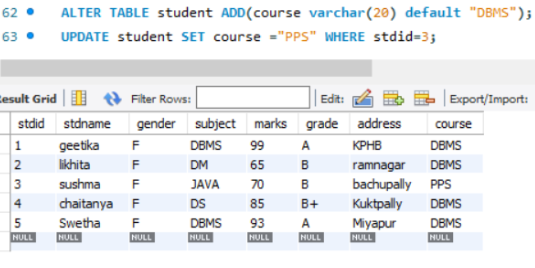 62 ALTER TABLE student ADD(course varchar(20) default "DBMS");
63 UPDATE student SET course ="PPS" WHERE stdid=3;
Result Grid Filter Rows: Edit: Export/Import:
stdid stdname gender subject marks grade address course
1 geetika F DBMS 99 A KPHB DBMS
2 likhita F DM 65 B ramnagar DBMS
3 sushma F JAVA 70 B bachupally PPS
4 chaitanya F DS 85 B+ Kuktpally DBMS
5 Swetha F DBMS 93 A Miyapur DBMS
NULL NULL NULL NULL NULL NULL NULL NULL